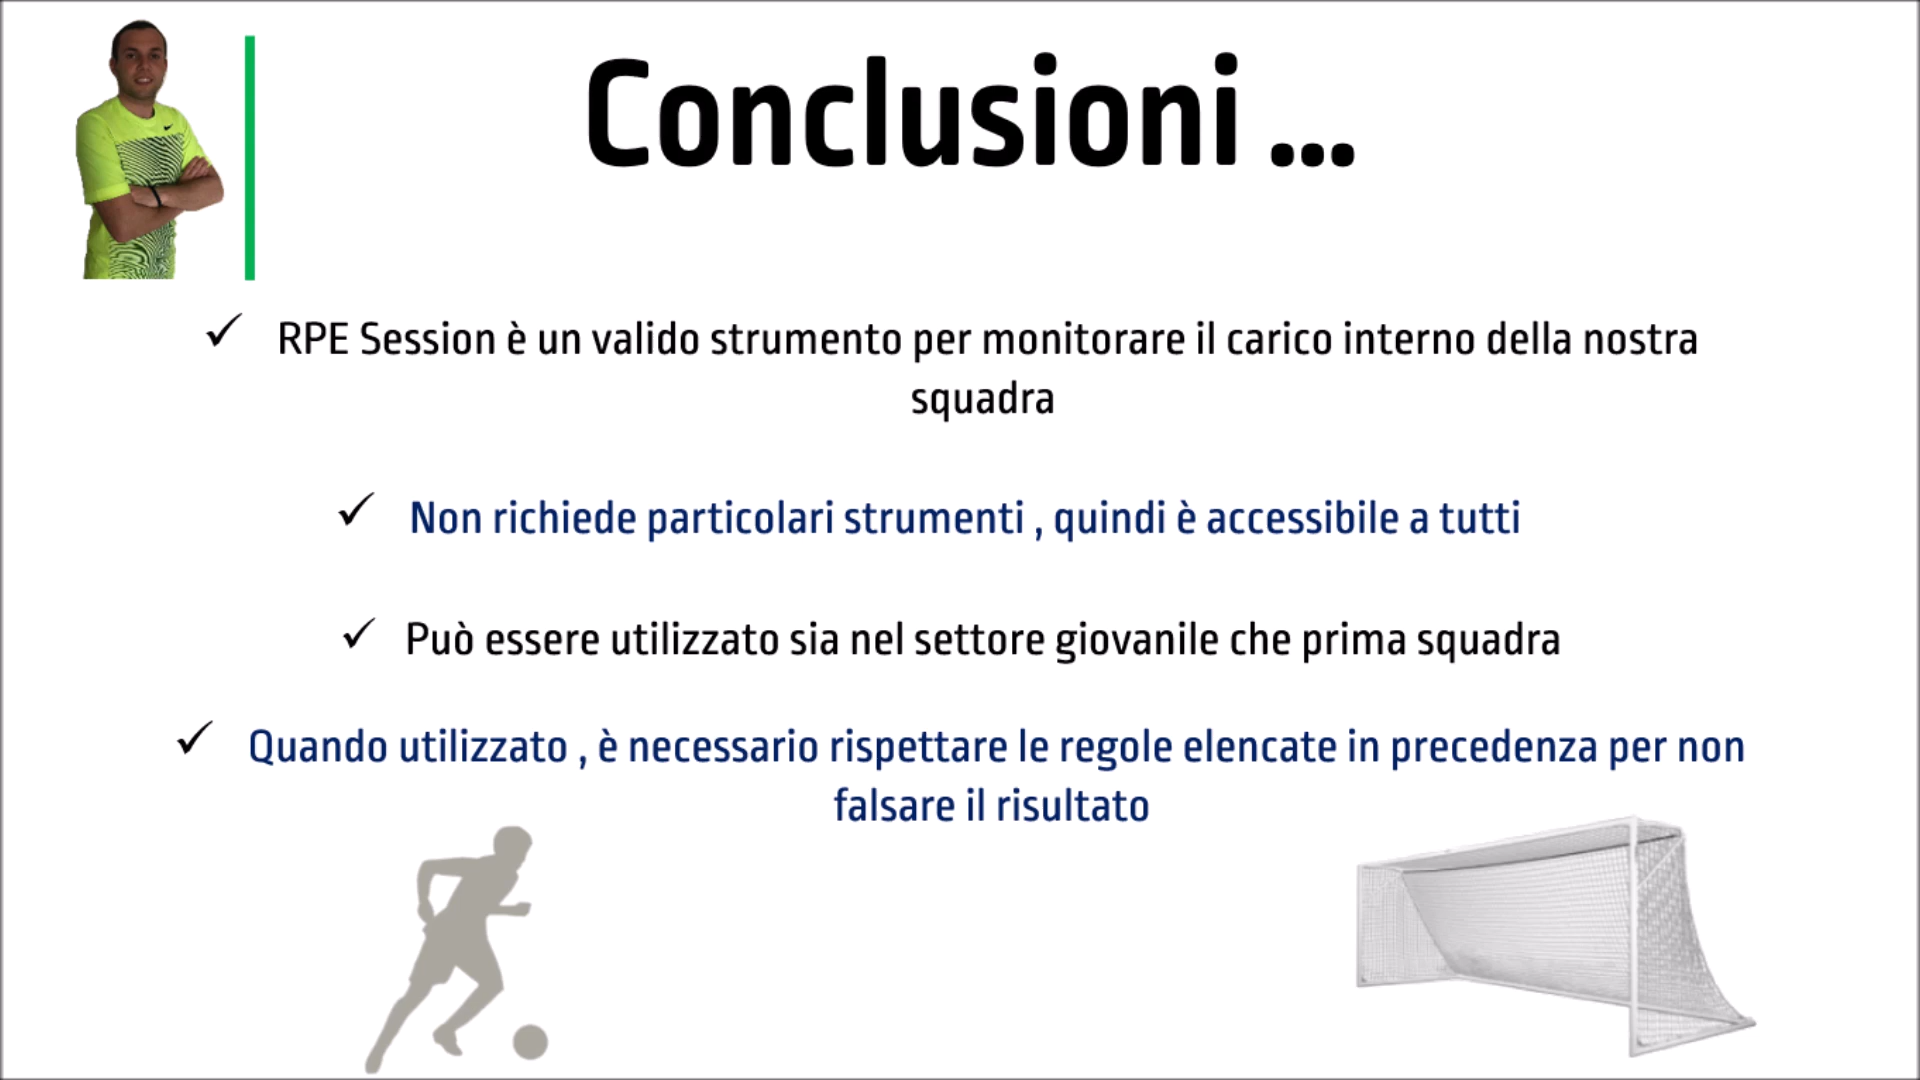 Conclusioni ...
✓ RPE Session è un valido strumento per monitorare il carico interno della nostra
squadra
✓ Non richiede particolari strumenti , quindi è accessibile a tutti
✓ Può essere utilizzato sia nel settore giovanile che prima squadra
✓ Quando utilizzato , è necessario rispettare le regole elencate in precedenza per non
falsare il risultato